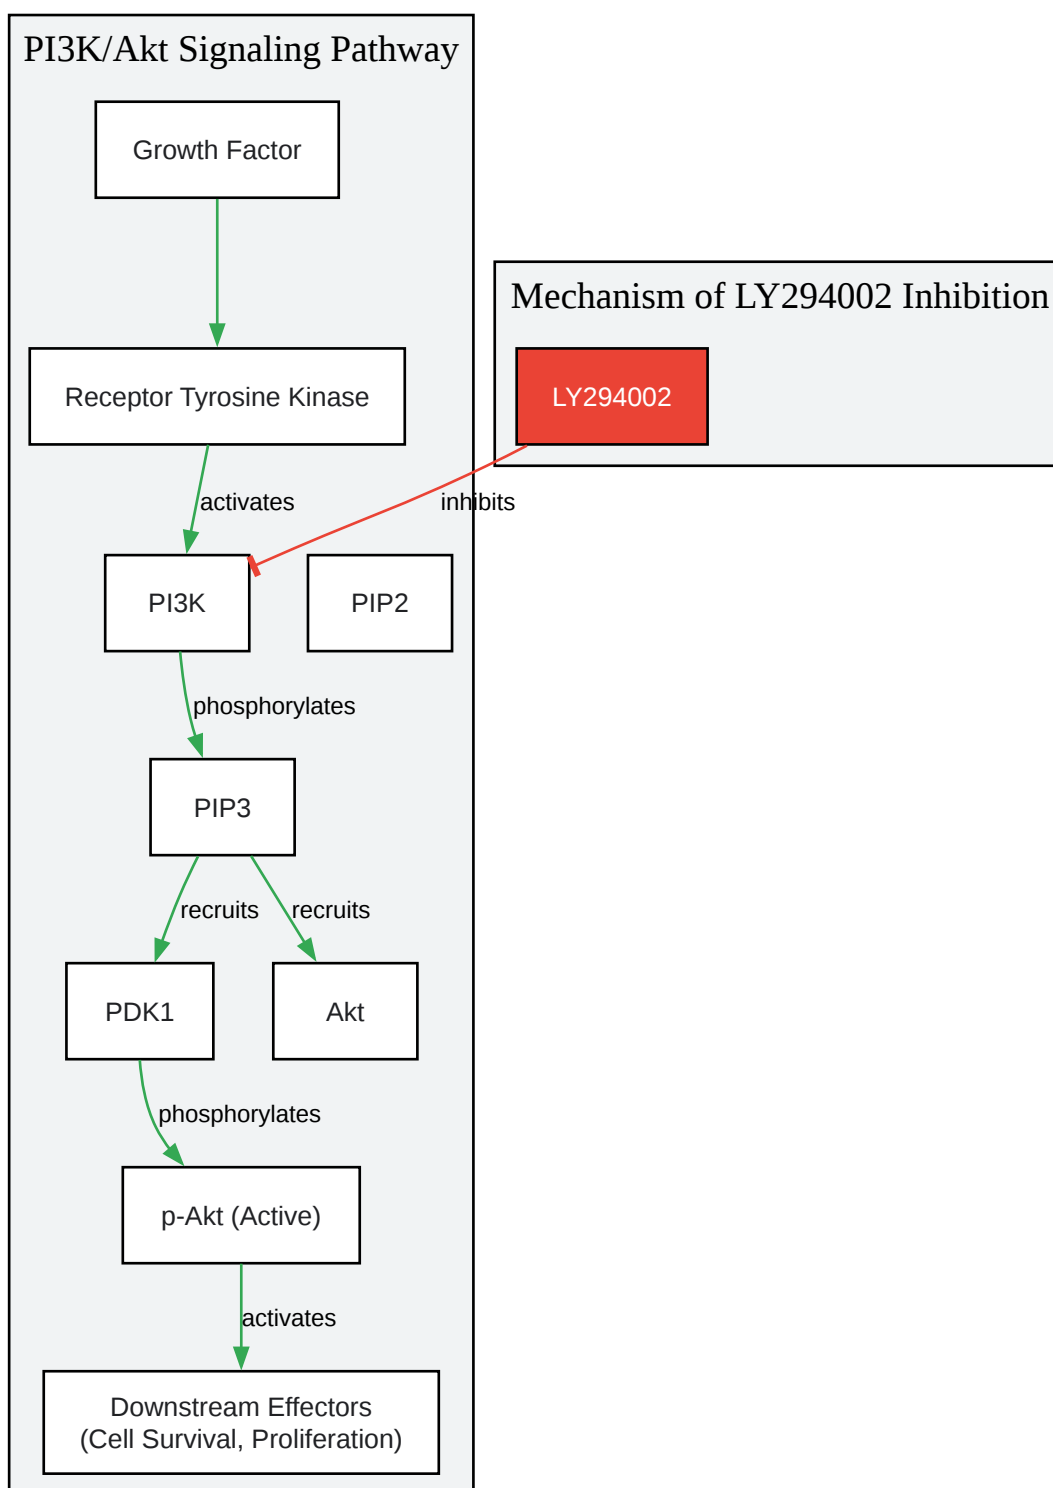 PI3K/Akt Signaling Pathway
Growth Factor
Mechanism of LY294002 Inhibition
Receptor Tyrosine Kinase
LY294002
activates
inhibits
PI3K
PIP2
phosphorylates
PIP3
recruits
recruits
PDK1
Akt
phosphorylates
p-Akt (Active)
activates
Downstream Effectors
(Cell Survival, Proliferation)